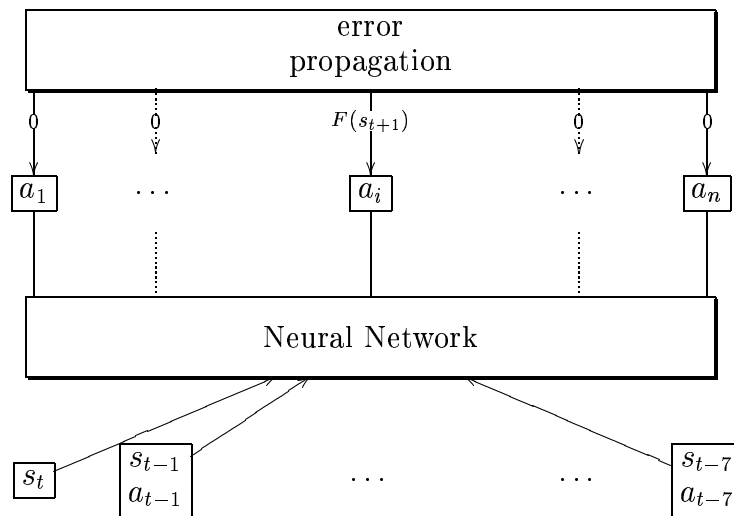 error
propagation
0 0 F(s_{t+1}) 0 0
a_1 ... a_i ... a_n
Neural Network
s_t s_{t-1} ... ... s_{t-7}
a_{t-1} a_{t-7}